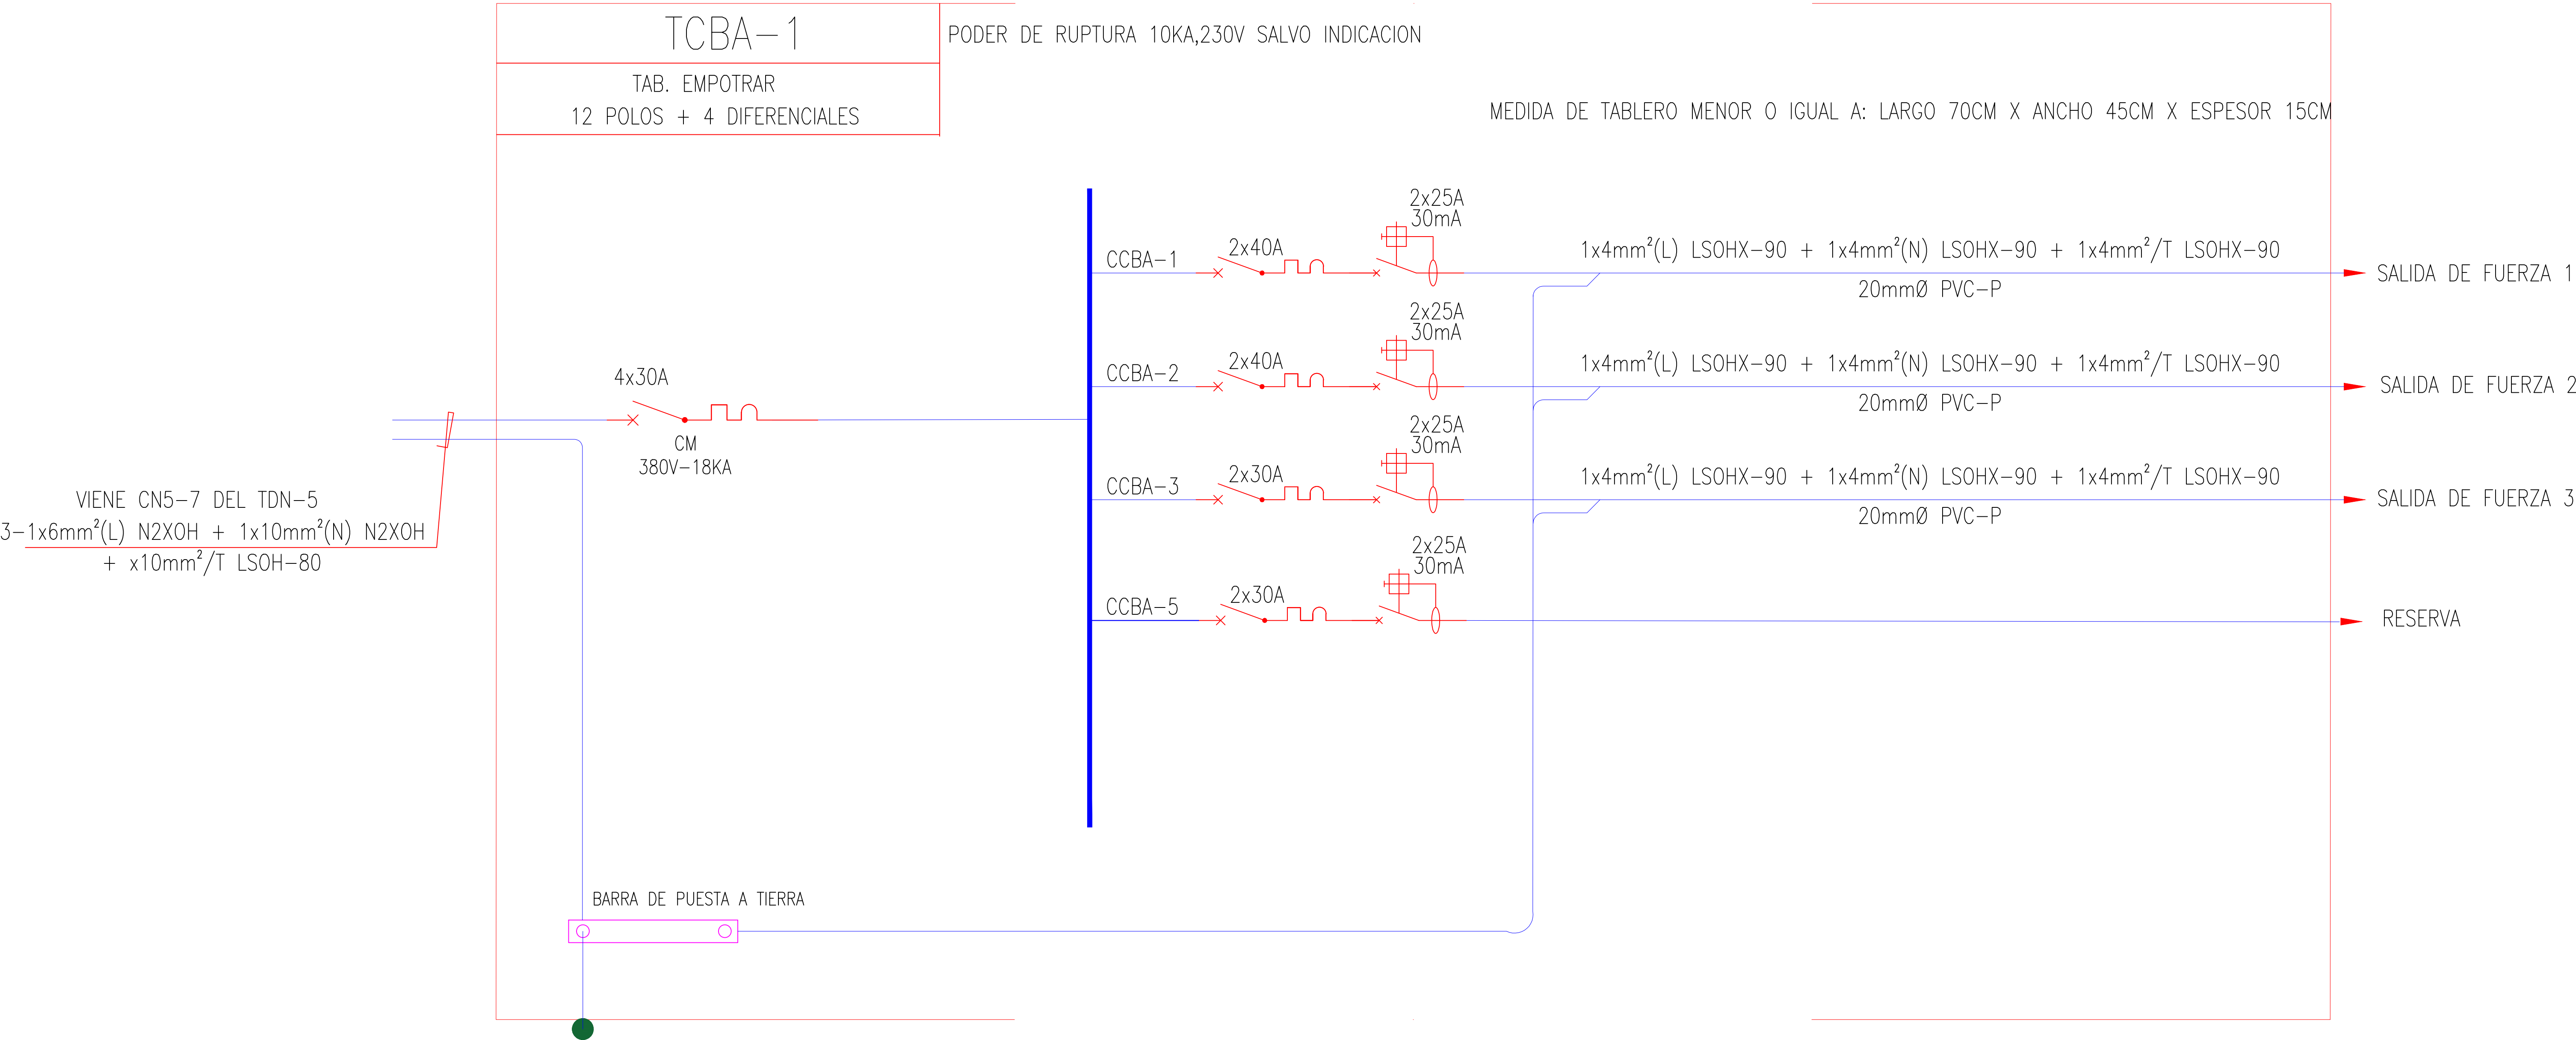 TCBA-1
PODER DE RUPTURA 10KA,230V SALVO INDICACION
TAB. EMPOTRAR
12 POLOS + 4 DIFERENCIALES
MEDIDA DE TABLERO MENOR O IGUAL A: LARGO 70CM X ANCHO 45CM X ESPESOR 15CM
2x25A
30mA
CCBA-1
2x40A
1x4mm²(L) LSOHX-90 + 1x4mm²(N) LSOHX-90 + 1x4mm²/T LSOHX-90
20mmØ PVC-P
SALIDA DE FUERZA 1
2x25A
30mA
CCBA-2
2x40A
1x4mm²(L) LSOHX-90 + 1x4mm²(N) LSOHX-90 + 1x4mm²/T LSOHX-90
20mmØ PVC-P
SALIDA DE FUERZA 2
4x30A
CM
380V-18KA
2x25A
30mA
CCBA-3
2x30A
1x4mm²(L) LSOHX-90 + 1x4mm²(N) LSOHX-90 + 1x4mm²/T LSOHX-90
20mmØ PVC-P
SALIDA DE FUERZA 3
VIENE CN5-7 DEL TDN-5
3-1x6mm²(L) N2XOH + 1x10mm²(N) N2XOH
+ x10mm²/T LSOH-80
2x25A
30mA
CCBA-5
2x30A
RESERVA
BARRA DE PUESTA A TIERRA